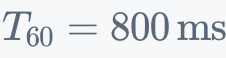 T₆₀ = 800 ms